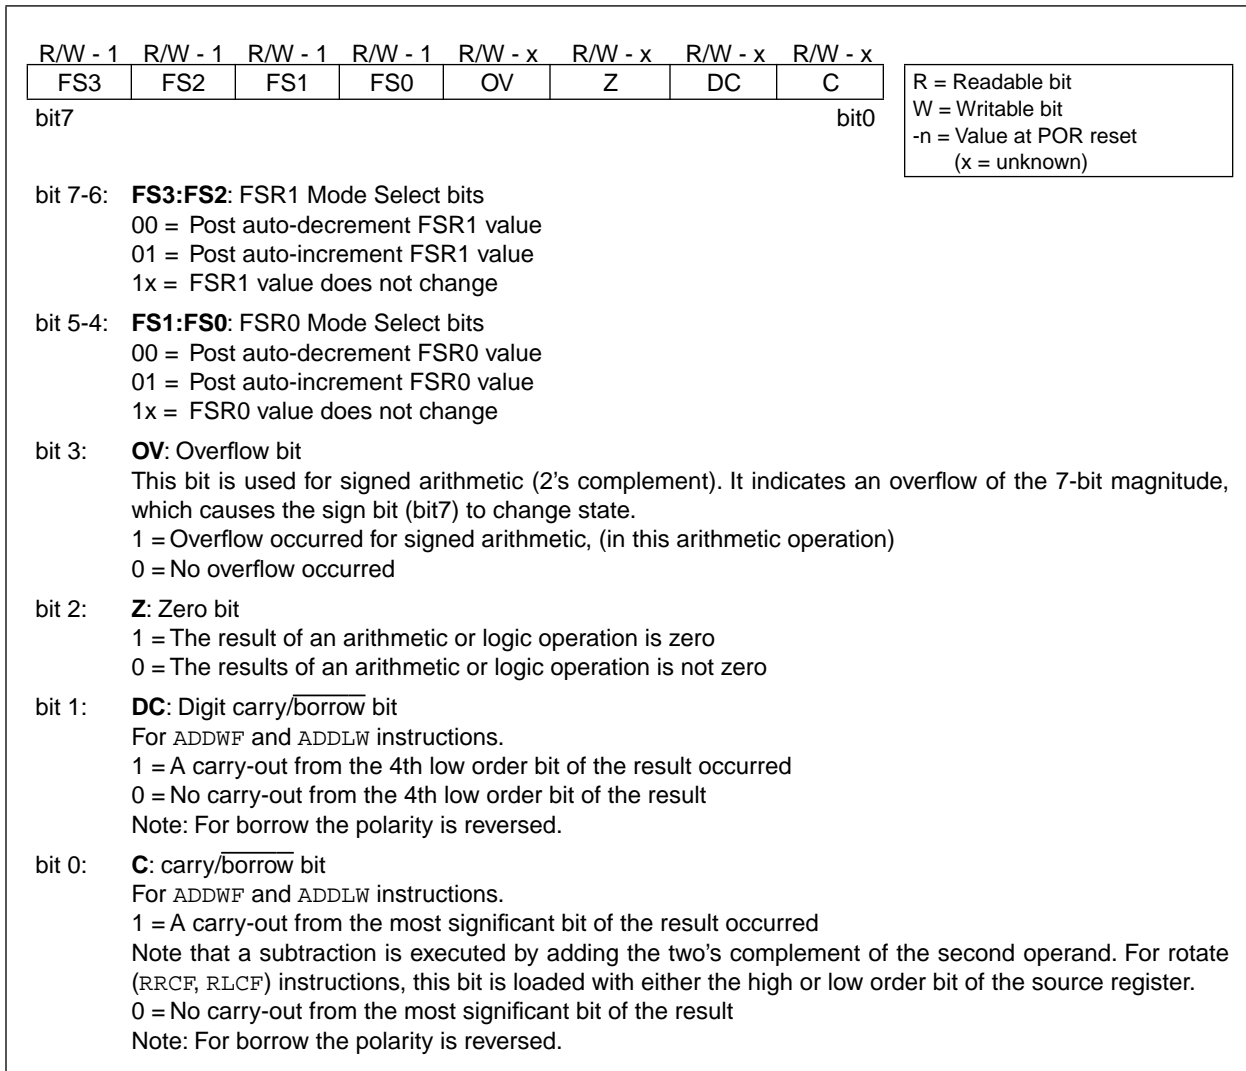 R/W - 1 R/W - 1 R/W - 1 R/W - 1 R/W - x R/W - x R/W - x R/W - x
FS3 FS2 FS1 FS0 OV Z DC C
bit7 bit0
R = Readable bit
W = Writable bit
-n = Value at POR reset
(x = unknown)
bit 7-6: FS3:FS2: FSR1 Mode Select bits
00 = Post auto-decrement FSR1 value
01 = Post auto-increment FSR1 value
1x = FSR1 value does not change
bit 5-4: FS1:FS0: FSR0 Mode Select bits
00 = Post auto-decrement FSR0 value
01 = Post auto-increment FSR0 value
1x = FSR0 value does not change
bit 3: OV: Overflow bit
This bit is used for signed arithmetic (2's complement). It indicates an overflow of the 7-bit magnitude,
which causes the sign bit (bit7) to change state.
1 = Overflow occurred for signed arithmetic, (in this arithmetic operation)
0 = No overflow occurred
bit 2: Z: Zero bit
1 = The result of an arithmetic or logic operation is zero
0 = The results of an arithmetic or logic operation is not zero
bit 1: DC: Digit carry/borrow bit
For ADDWF and ADDLW instructions.
1 = A carry-out from the 4th low order bit of the result occurred
0 = No carry-out from the 4th low order bit of the result
Note: For borrow the polarity is reversed.
bit 0: C: carry/borrow bit
For ADDWF and ADDLW instructions.
1 = A carry-out from the most significant bit of the result occurred
Note that a subtraction is executed by adding the two's complement of the second operand. For rotate
(RRCF, RLCF) instructions, this bit is loaded with either the high or low order bit of the source register.
0 = No carry-out from the most significant bit of the result
Note: For borrow the polarity is reversed.